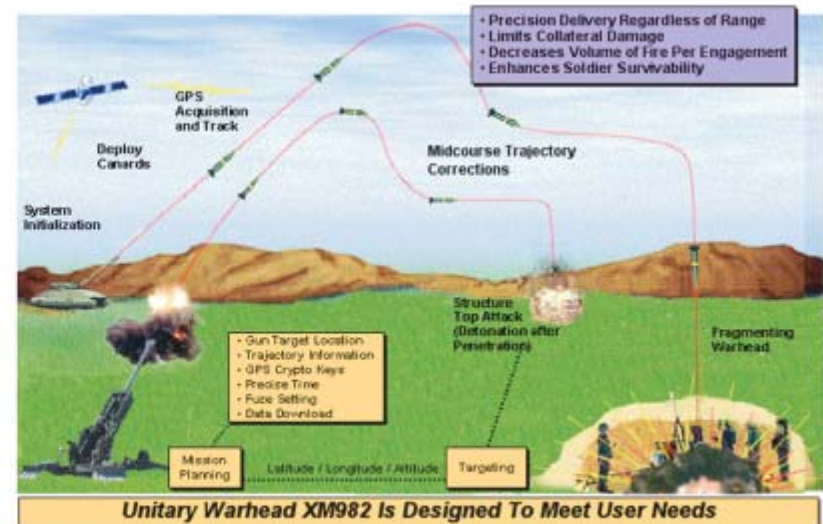 • Precision Delivery Regardless of Range
• Limits Collateral Damage
• Decreases Volume of Fire Per Engagement
• Enhances Soldier Survivability
GPS
Acquisition
and Track
Deploy
Canards
Midcourse Trajectory
Corrections
System
Initialization
Structure
Top Attack
(Detonation after
Penetration)
Fragmenting
Warhead
• Gun Target Location
• Trajectory Information
• GPS Crypto Keys
• Precise Time
• Fuze Setting
• Data Download
Mission
Planning
Latitude / Longitude / Altitude
Targeting
Unitary Warhead XM982 Is Designed To Meet User Needs